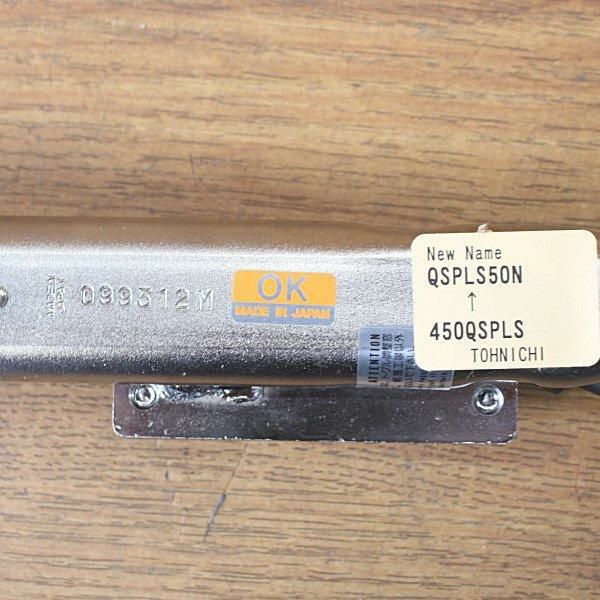 099312M
OK
MADE IN JAPAN
ATTENTION
New Name
QSPLS50N
↑
450QSPLS
TOHNICHI